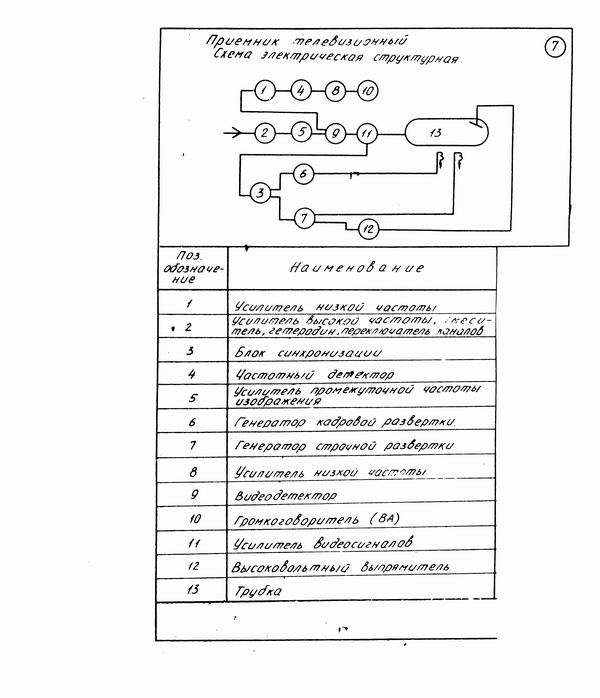 Приемник телевизионный
Схема электрическая структурная
7
1 4 8 10
2 5 9 11 13
6
3
7
12
Поз. обозначение
Наименование
1 Усилитель низкой частоты
2 Усилитель высокой частоты, смеси-
тель, гетеродин, переключатель каналов
3 Блок синхронизации
4 Частотный детектор
5 Усилитель промежуточной частоты
изображения
6 Генератор кадровой развертки
7 Генератор строчной развертки
8 Усилитель низкой частоты
9 Видеодетектор
10 Громкоговоритель (ВА)
11 Усилитель видеосигналов
12 Высоковольтный выпрямитель
13 Трубка